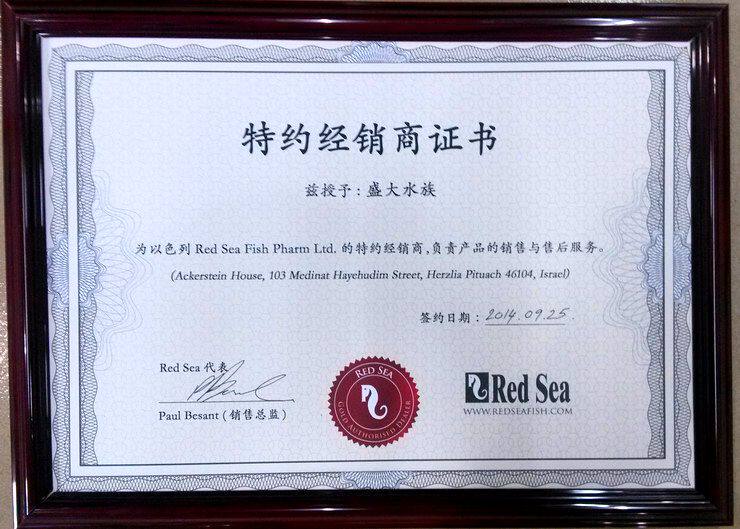 特约经销商证书
兹授予：盛大水族
为以色列 Red Sea Fish Pharm Ltd. 的特约经销商，负责产品的销售与售后服务。
(Ackerstein House, 103 Medinat Hayehudim Street, Herzlia Pituach 46104, Israel)
签约日期：2014.09.25.
Red Sea 代表
Paul Besant（销售总监）
RED SEA
GOLD AUTHORISED DEALER
Red Sea
WWW.REDSEAFISH.COM